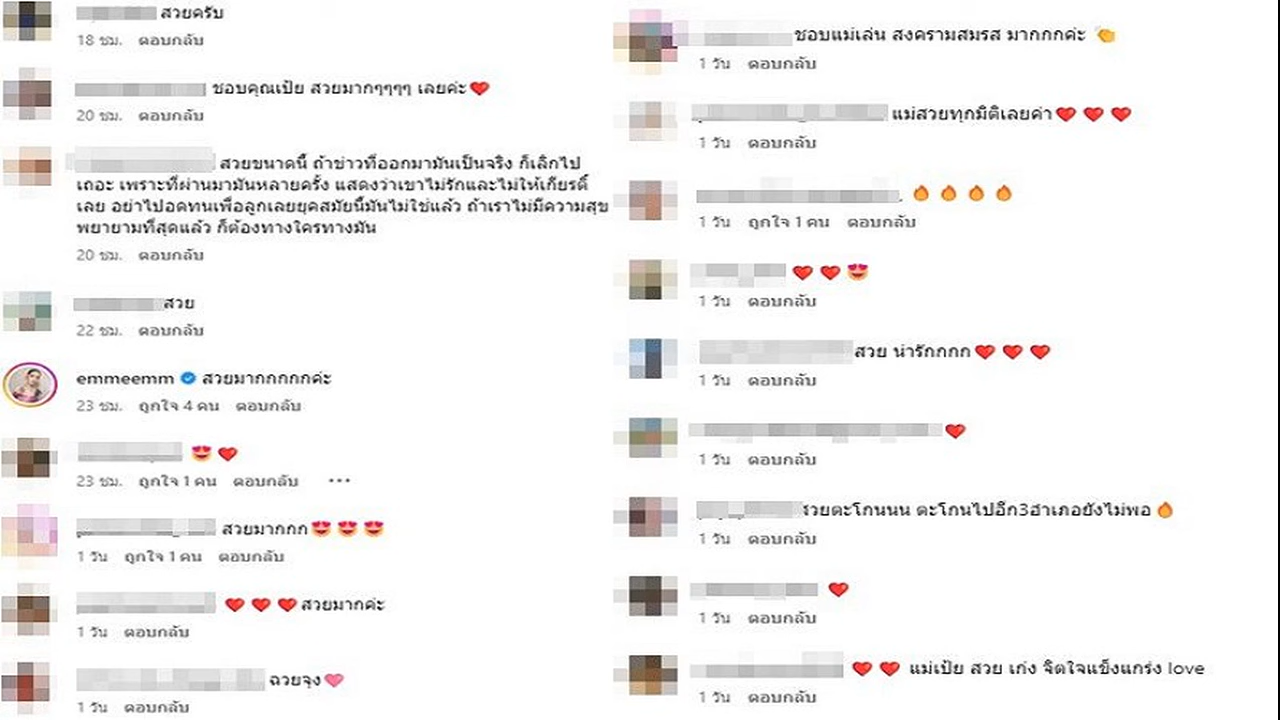 สวยครับ
18 ชม. ตอบกลับ
ชอบคุณเป้ย สวยมากๆๆๆๆ เลยค่ะ❤️
20 ชม. ตอบกลับ
สวยขนาดนี้ ถ้าข่าวที่ออกมามันเป็นจริง ก็เลิกไป
เถอะ เพราะที่ผ่านมามันหลายครั้ง แสดงว่าเขาไม่รักและไม่ให้เกียรติ์
เลย อย่าไปอดทนเพื่อลูกเลยยุคสมัยนี้มันไม่ใช่แล้ว ถ้าเราไม่มีความสุข
พยายามที่สุดแล้ว ก็ต้องทางใครทางมัน
20 ชม. ตอบกลับ
สวย
22 ชม. ตอบกลับ
emmeemm สวยมากกกกกค่ะ
23 ชม. ถูกใจ 4 คน ตอบกลับ
😍❤️
23 ชม. ถูกใจ 1 คน ตอบกลับ ...
สวยมากกก😍😍😍
1 วัน ถูกใจ 1 คน ตอบกลับ
❤️❤️❤️สวยมากค่ะ
1 วัน ตอบกลับ
ฉวยจุง🩷
1 วัน ตอบกลับ
ชอบแม่เล่น สงครามสมรส มากกกค่ะ 👏
1 วัน ตอบกลับ
แม่สวยทุกมิติเลยค่า❤️❤️❤️
1 วัน ตอบกลับ
🔥🔥🔥🔥
1 วัน ถูกใจ 1 คน ตอบกลับ
❤️❤️😍
1 วัน ตอบกลับ
สวย น่ารักกกก❤️❤️❤️
1 วัน ตอบกลับ
❤️
1 วัน ตอบกลับ
สวยตะโกนนน ตะโกนไปอีก3อำเภอยังไม่พอ🔥
1 วัน ตอบกลับ
❤️
1 วัน ตอบกลับ
❤️❤️ แม่เป้ย สวย เก่ง จิตใจแข็งแกร่ง love
1 วัน ตอบกลับ